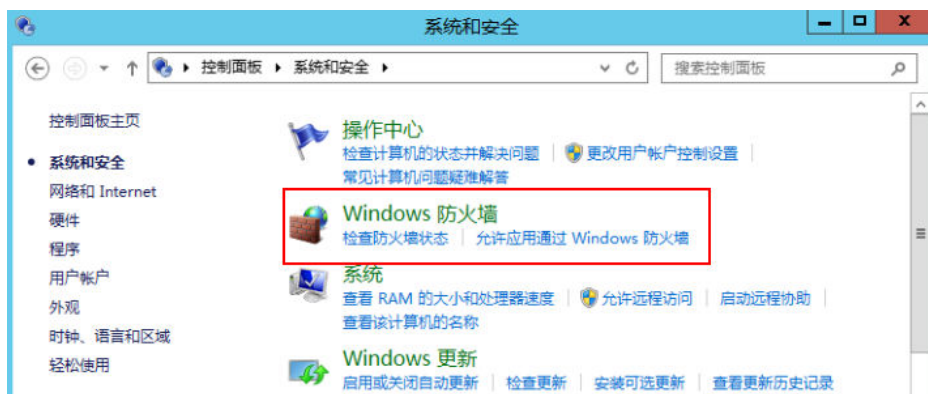 系统和安全
控制面板 系统和安全
搜索控制面板
控制面板主页
系统和安全
网络和 Internet
硬件
程序
用户帐户
外观
时钟、语言和区域
轻松使用
操作中心
检查计算机的状态并解决问题 更改用户帐户控制设置
常见计算机问题疑难解答
Windows 防火墙
检查防火墙状态 允许应用通过 Windows 防火墙
系统
查看 RAM 的大小和处理器速度 允许远程访问 启动远程协助
查看该计算机的名称
Windows 更新
启用或关闭自动更新 检查更新 安装可选更新 查看更新历史记录